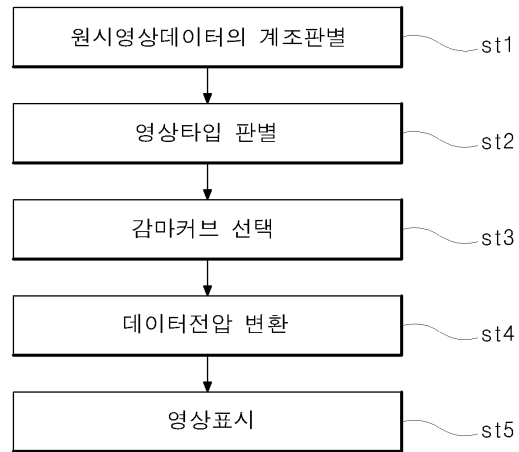 원시영상데이터의 계조판별
st1
영상타입 판별
st2
감마커브 선택
st3
데이터전압 변환
st4
영상표시
st5